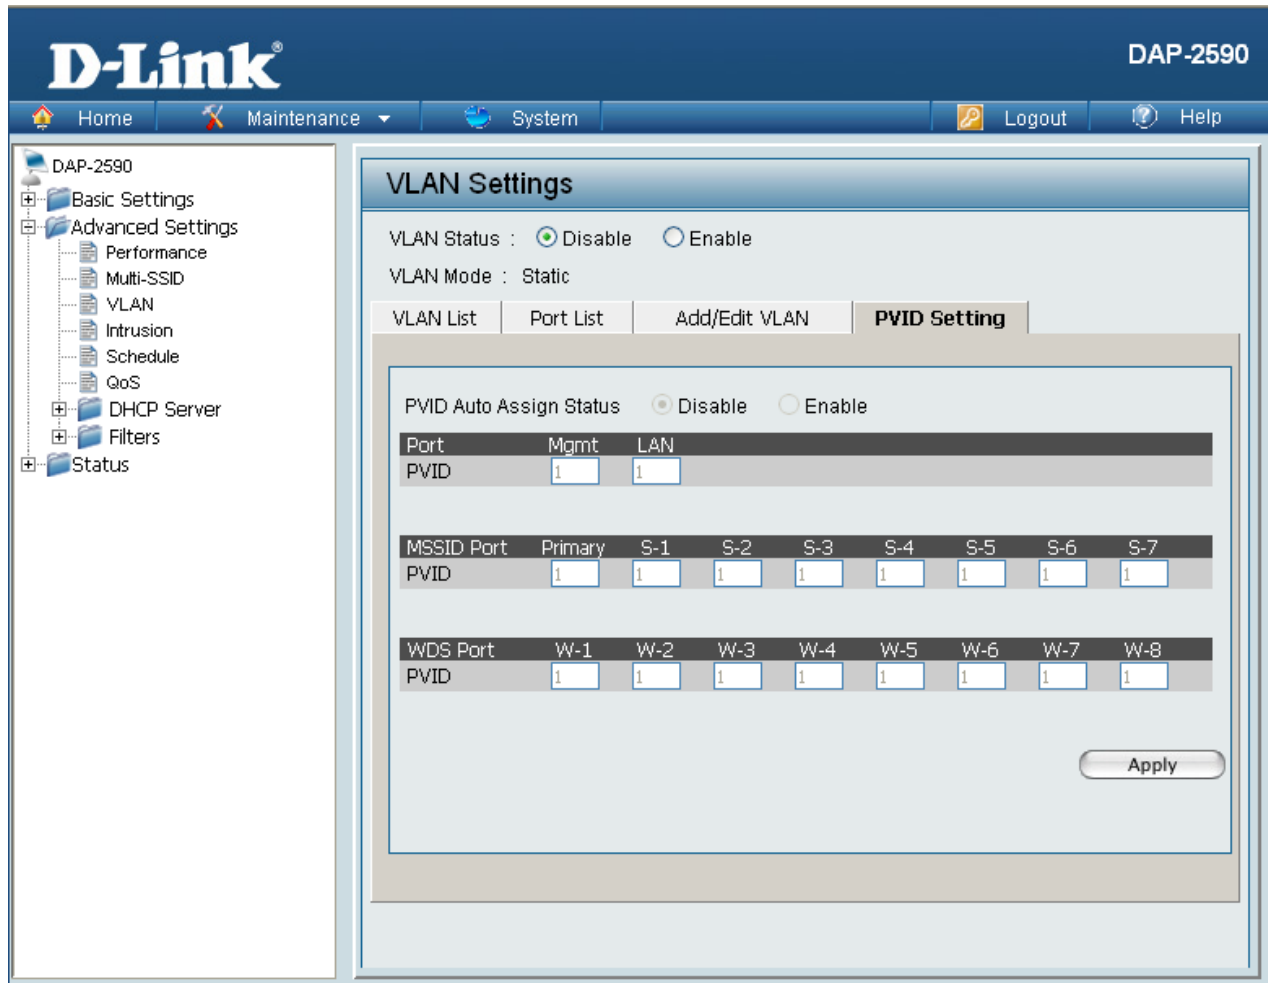 D-Link®
DAP-2590
Home Maintenance System Logout Help
DAP-2590
Basic Settings
Advanced Settings
Performance
Multi-SSID
VLAN
Intrusion
Schedule
QoS
DHCP Server
Filters
Status
VLAN Settings
VLAN Status : Disable Enable
VLAN Mode : Static
VLAN List Port List Add/Edit VLAN PVID Setting
PVID Auto Assign Status Disable Enable
Port Mgmt LAN
PVID 1 1
MSSID Port Primary S-1 S-2 S-3 S-4 S-5 S-6 S-7
PVID 1 1 1 1 1 1 1 1
WDS Port W-1 W-2 W-3 W-4 W-5 W-6 W-7 W-8
PVID 1 1 1 1 1 1 1 1
Apply